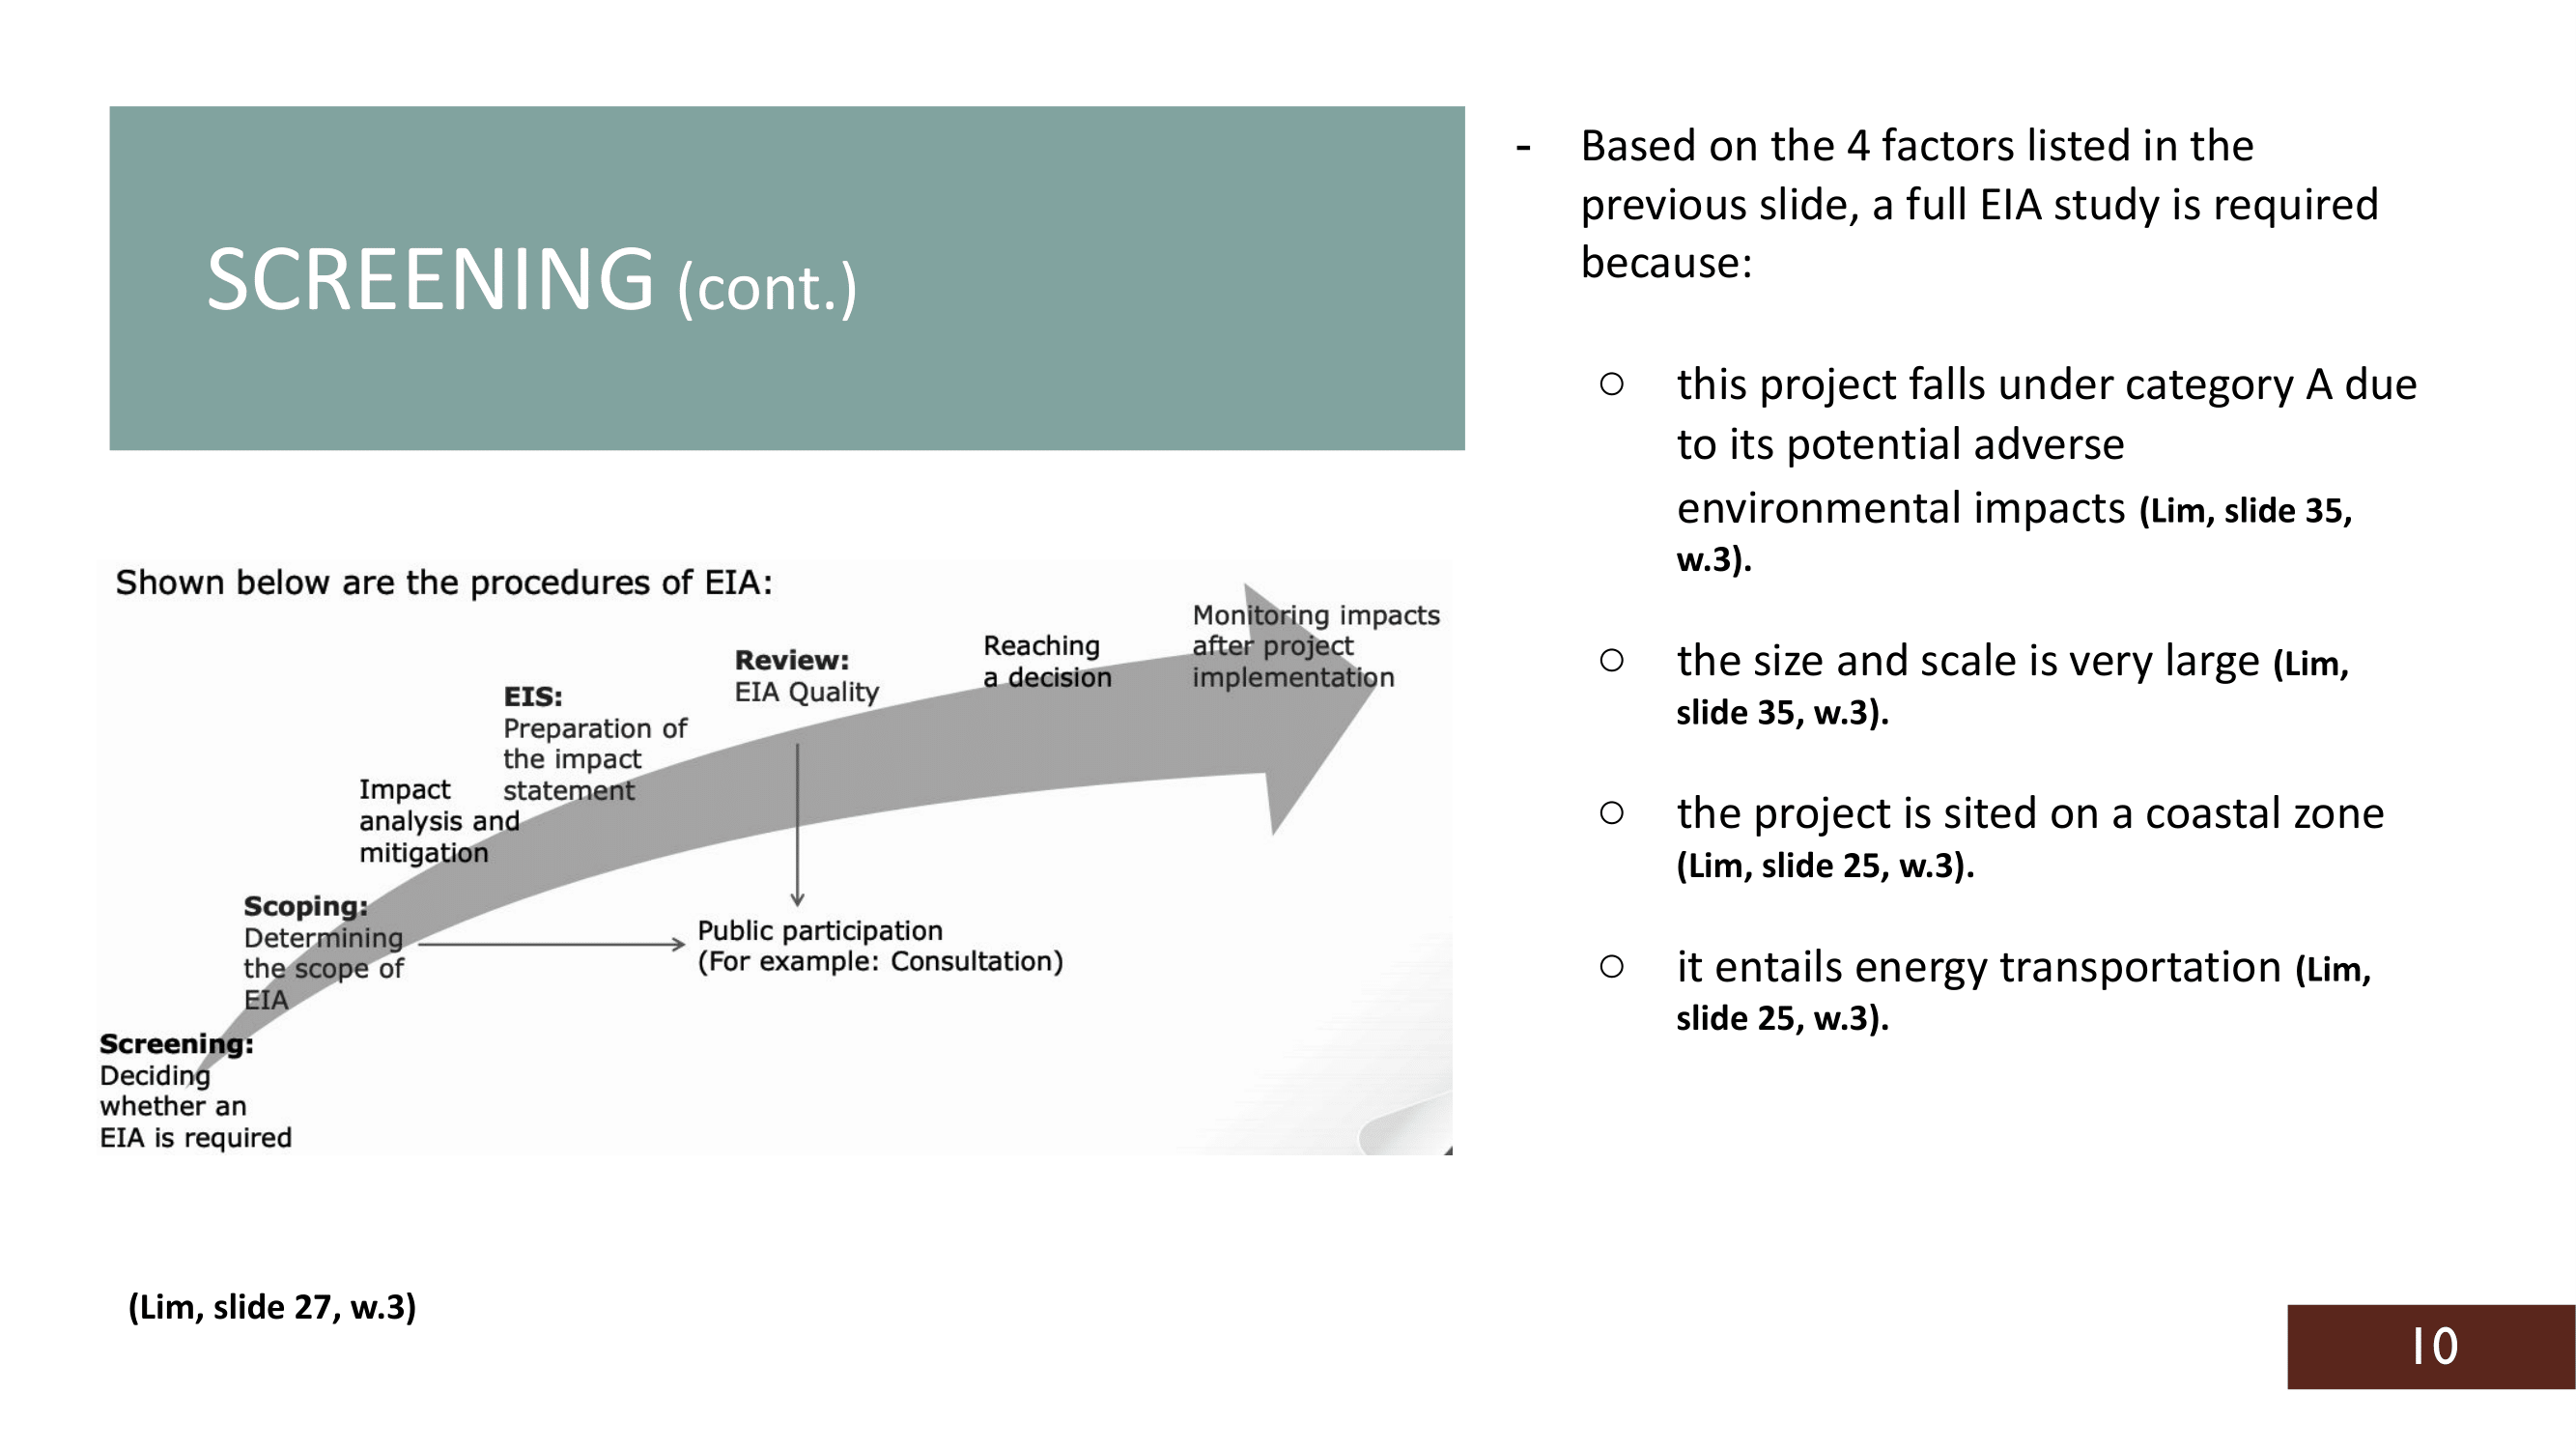 SCREENING (cont.)
Shown below are the procedures of EIA:
Monitoring impacts
after project
implementation
Reaching
a decision
Review:
EIA Quality
EIS:
Preparation of
the impact
statement
Impact
analysis and
mitigation
Scoping:
Determining
the scope of
EIA
Public participation
(For example: Consultation)
Screening:
Deciding
whether an
EIA is required
(Lim, slide 27, w.3)
- Based on the 4 factors listed in the
previous slide, a full EIA study is required
because:
○ this project falls under category A due
to its potential adverse
environmental impacts (Lim, slide 35,
w.3).
○ the size and scale is very large (Lim,
slide 35, w.3).
○ the project is sited on a coastal zone
(Lim, slide 25, w.3).
○ it entails energy transportation (Lim,
slide 25, w.3).
10